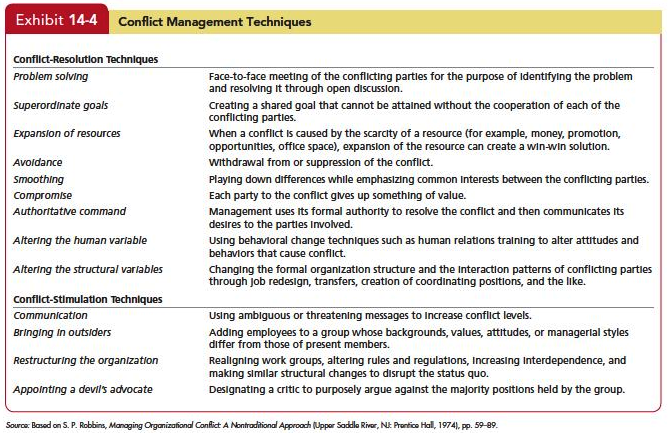 Exhibit 14-4 Conflict Management Techniques
Conflict-Resolution Techniques
Problem solving Face-to-face meeting of the conflicting parties for the purpose of identifying the problem
and resolving it through open discussion.
Superordinate goals Creating a shared goal that cannot be attained without the cooperation of each of the
conflicting parties.
Expansion of resources When a conflict is caused by the scarcity of a resource (for example, money, promotion,
opportunities, office space), expansion of the resource can create a win-win solution.
Avoidance Withdrawal from or suppression of the conflict.
Smoothing Playing down differences while emphasizing common interests between the conflicting parties.
Compromise Each party to the conflict gives up something of value.
Authoritative command Management uses its formal authority to resolve the conflict and then communicates its
desires to the parties involved.
Altering the human variable Using behavioral change techniques such as human relations training to alter attitudes and
behaviors that cause conflict.
Altering the structural variables Changing the formal organization structure and the interaction patterns of conflicting parties
through job redesign, transfers, creation of coordinating positions, and the like.
Conflict-Stimulation Techniques
Communication Using ambiguous or threatening messages to increase conflict levels.
Bringing in outsiders Adding employees to a group whose backgrounds, values, attitudes, or managerial styles
differ from those of present members.
Restructuring the organization Realigning work groups, altering rules and regulations, increasing interdependence, and
making similar structural changes to disrupt the status quo.
Appointing a devil's advocate Designating a critic to purposely argue against the majority positions held by the group.
Source: Based on S. P. Robbins, Managing Organizational Conflict: A Nontraditional Approach (Upper Saddle River, NJ: Prentice Hall, 1974), pp. 59–89.